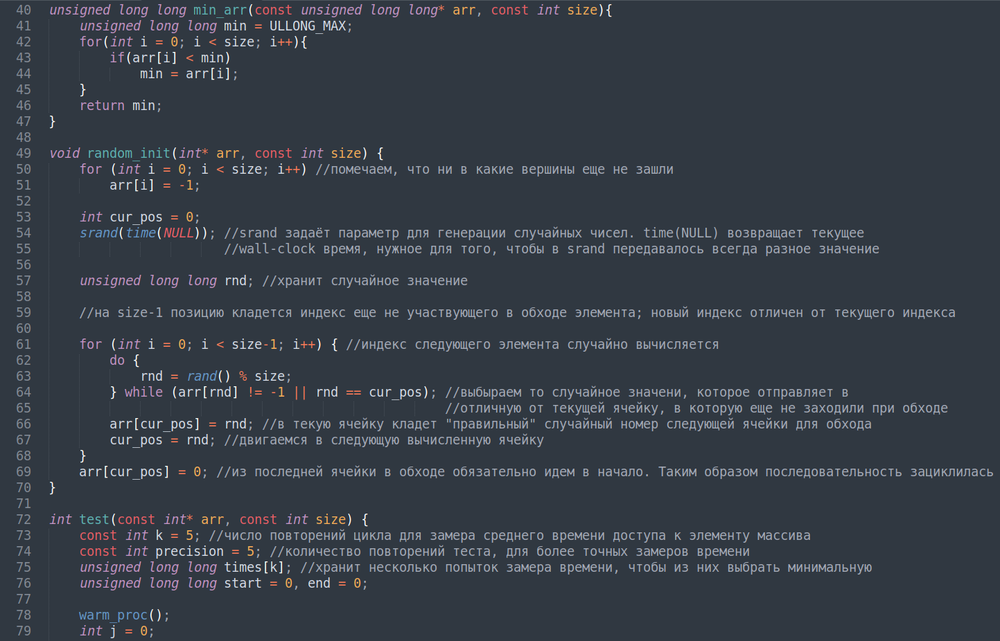 40 unsigned long long min_arr(const unsigned long long* arr, const int size){
41     unsigned long long min = ULLONG_MAX;
42     for(int i = 0; i < size; i++){
43         if(arr[i] < min)
44             min = arr[i];
45     }
46     return min;
47 }
48
49 void random_init(int* arr, const int size) {
50     for (int i = 0; i < size; i++) //помечаем, что ни в какие вершины еще не зашли
51         arr[i] = -1;
52
53     int cur_pos = 0;
54     srand(time(NULL)); //srand задаёт параметр для генерации случайных чисел. time(NULL) возвращает текущее
55                        //wall-clock время, нужное для того, чтобы в srand передавалось всегда разное значение
56
57     unsigned long long rnd; //хранит случайное значение
58
59     //на size-1 позицию кладется индекс еще не участвующего в обходе элемента; новый индекс отличен от текущего индекса
60
61     for (int i = 0; i < size-1; i++) { //индекс следующего элемента случайно вычисляется
62         do {
63             rnd = rand() % size;
64         } while (arr[rnd] != -1 || rnd == cur_pos); //выбыраем то случайное значени, которое отправляет в
65                                                     //отличную от текущей ячейку, в которую еще не заходили при обходе
66         arr[cur_pos] = rnd; //в текую ячейку кладет "правильный" случайный номер следующей ячейки для обхода
67         cur_pos = rnd; //двигаемся в следующую вычисленную ячейку
68     }
69     arr[cur_pos] = 0; //из последней ячейки в обходе обязательно идем в начало. Таким образом последовательность зациклилась
70 }
71
72 int test(const int* arr, const int size) {
73     const int k = 5; //число повторений цикла для замера среднего времени доступа к элементу массива
74     const int precision = 5; //количество повторений теста, для более точных замеров времени
75     unsigned long long times[k]; //хранит несколько попыток замера времени, чтобы из них выбрать минимальную
76     unsigned long long start = 0, end = 0;
77
78     warm_proc();
79     int j = 0;